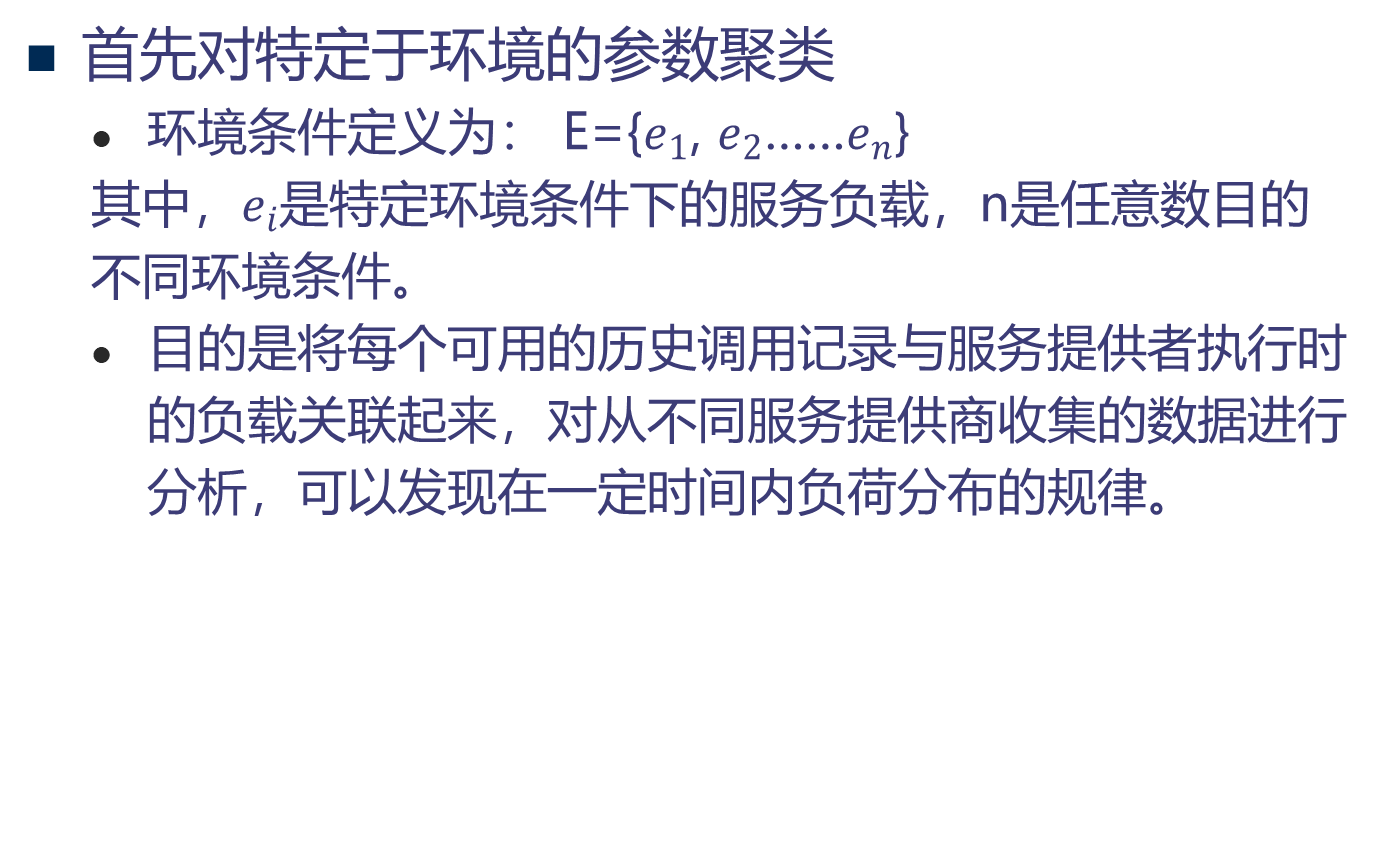 ■ 首先对特定于环境的参数聚类
• 环境条件定义为： E={e₁, e₂……eₙ}
其中，eᵢ是特定环境条件下的服务负载，n是任意数目的
不同环境条件。
• 目的是将每个可用的历史调用记录与服务提供者执行时
的负载关联起来，对从不同服务提供商收集的数据进行
分析，可以发现在一定时间内负荷分布的规律。